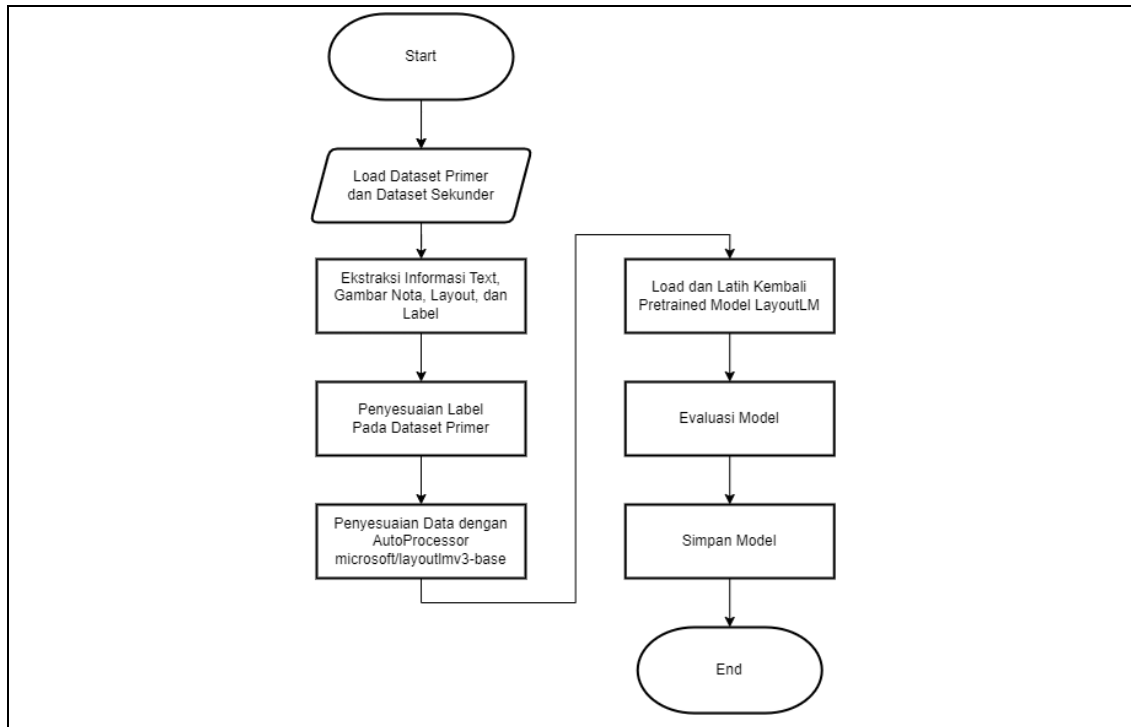 Start
Load Dataset Primer
dan Dataset Sekunder
Ekstraksi Informasi Text,
Gambar Nota, Layout, dan
Label
Penyesuaian Label
Pada Dataset Primer
Penyesuaian Data dengan
AutoProcessor
microsoft/layoutlmv3-base
Load dan Latih Kembali
Pretrained Model LayoutLM
Evaluasi Model
Simpan Model
End